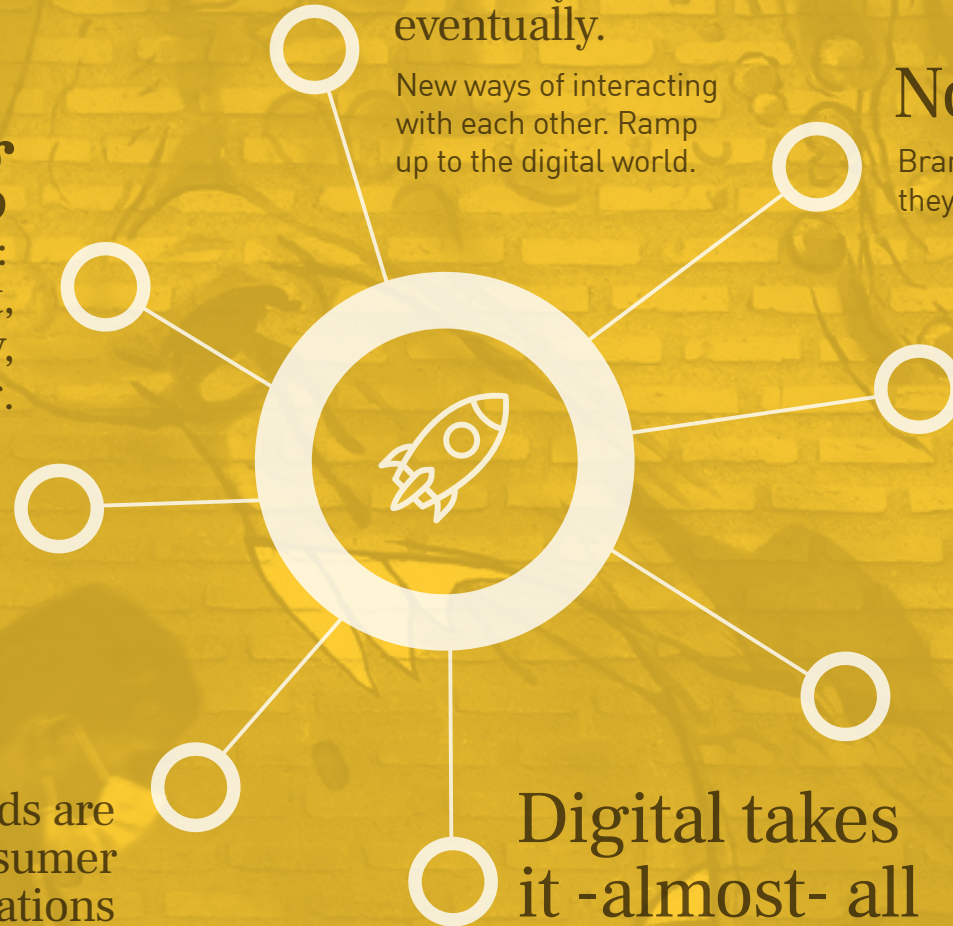 eventually.
New ways of interacting
with each other. Ramp
up to the digital world.
ds are
sumer
ations
Digital takes
it -almost- all